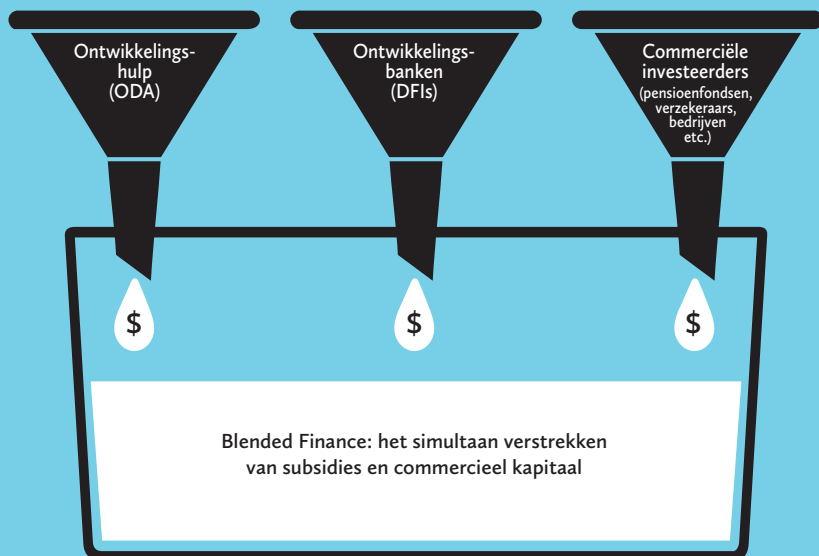 Ontwikkelings-
hulp
(ODA)
Ontwikkelings-
banken
(DFIs)
Commerciële
investeerders
(pensioenfondsen,
verzekeraars,
bedrijven
etc.)
$
$
$
Blended Finance: het simultaan verstrekken
van subsidies en commercieel kapitaal